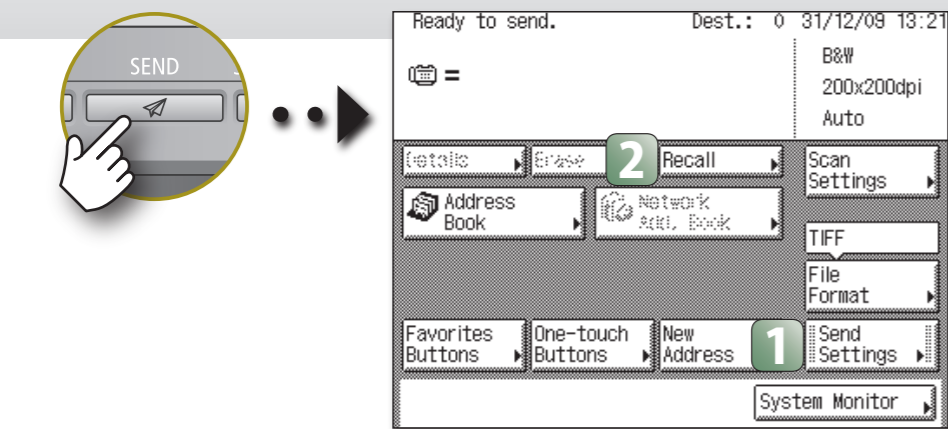 SEND
Ready to send. Dest.: 0 31/12/09 13:21
=
B&W
200x200dpi
Auto
Details
Erase
2
Recall
Scan
Settings
Address
Book
Network
Add. Book
TIFF
File
Format
Favorites
Buttons
One-touch
Buttons
New
Address
1
Send
Settings
System Monitor